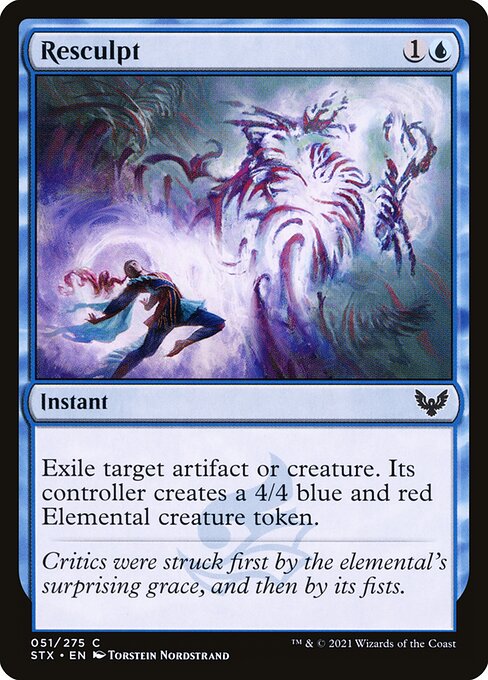 Resculpt 1
Instant
Exile target artifact or creature. Its
controller creates a 4/4 blue and red
Elemental creature token.
Critics were struck first by the elemental's
surprising grace, and then by its fists.
051/275 C
STX • EN Torstein Nordstrand
™ & © 2021 Wizards of the Coast